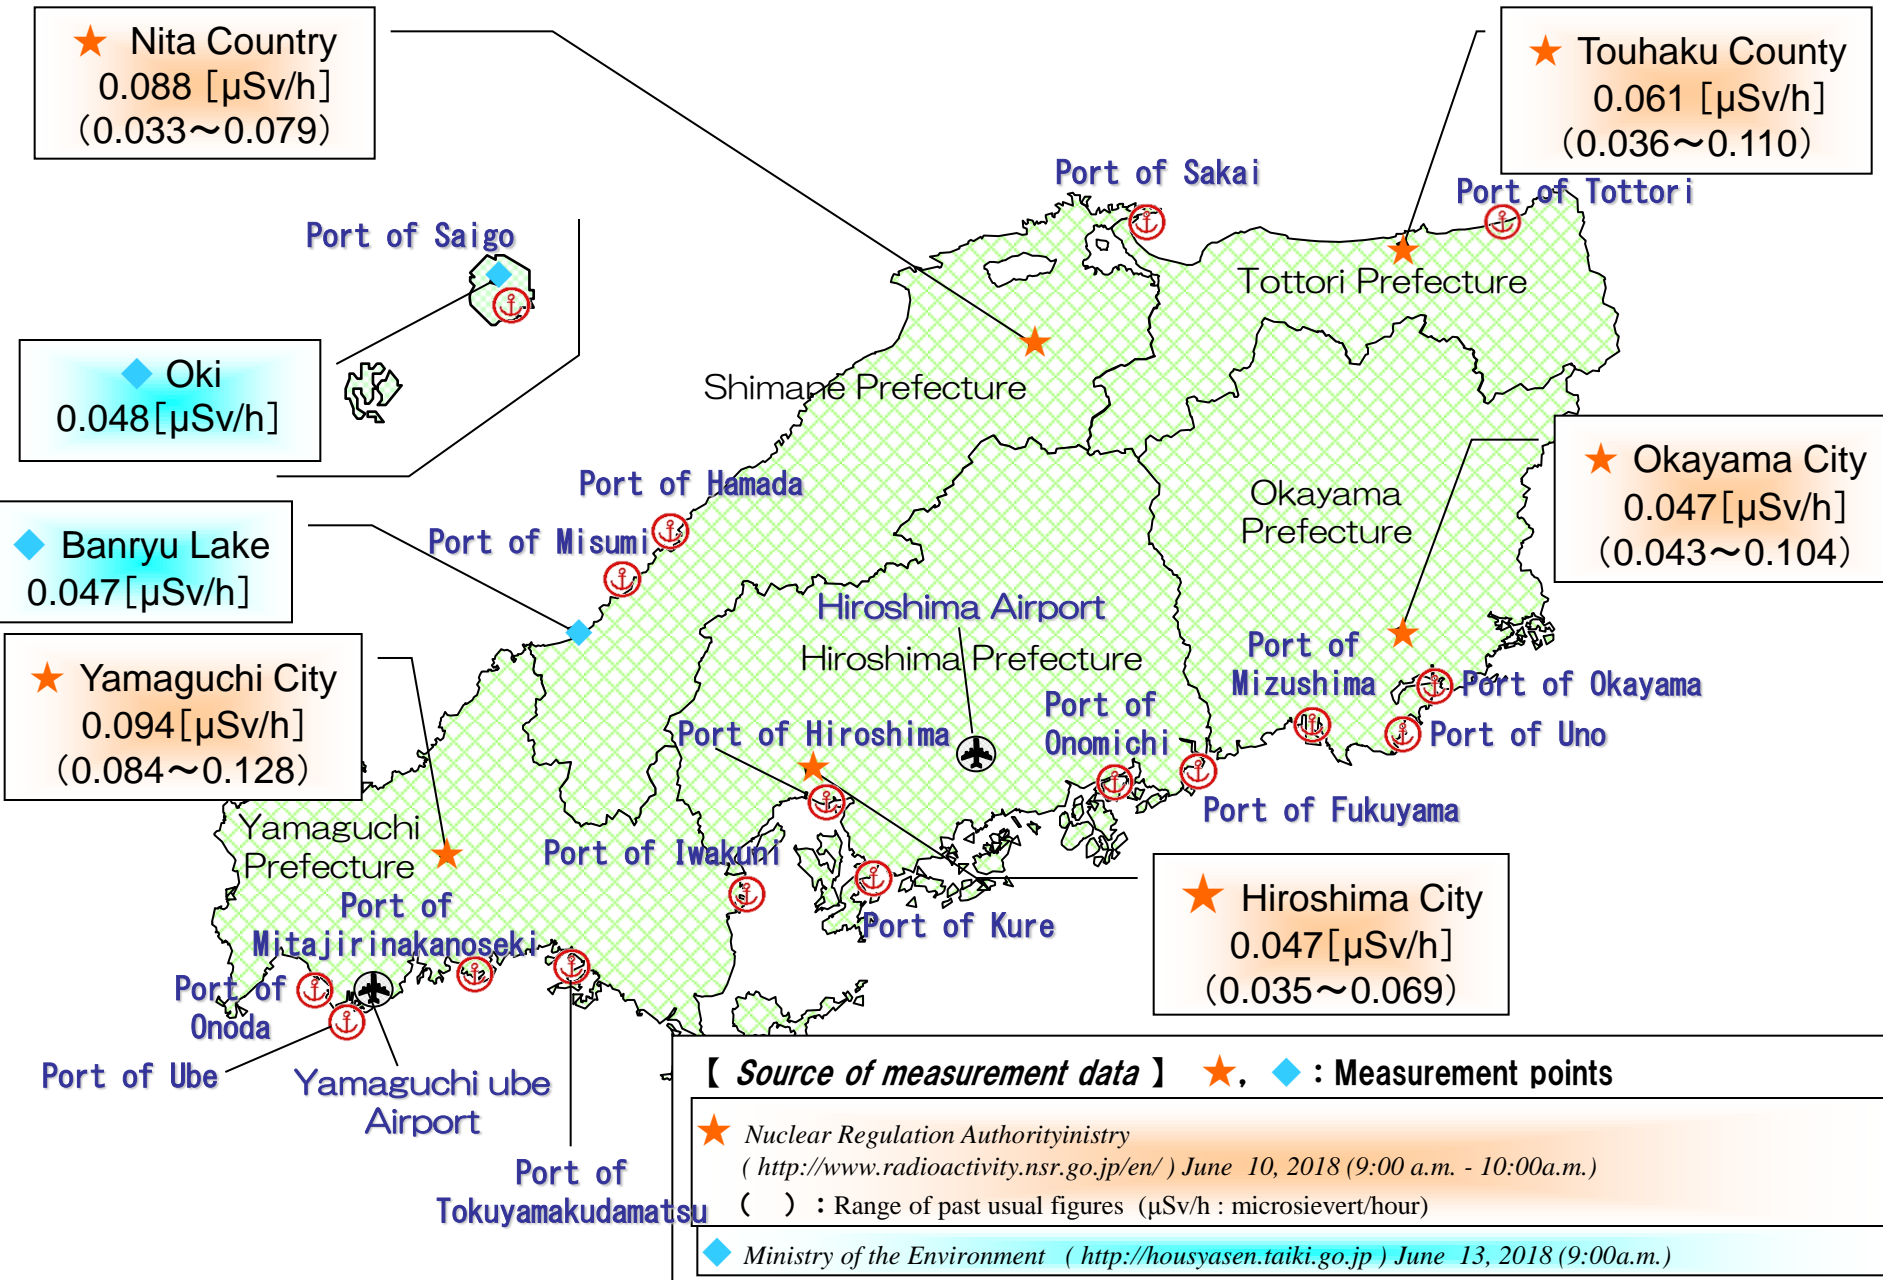 ★ Nita Country
0.088 [μSv/h]
(0.033～0.079)
★ Touhaku County
0.061 [μSv/h]
(0.036～0.110)
Port of Sakai
Port of Tottori
Port of Saigo
Tottori Prefecture
◆ Oki
0.048[μSv/h]
Shimane Prefecture
★ Okayama City
0.047[μSv/h]
(0.043～0.104)
Port of Hamada
Okayama
Prefecture
Port of Misumi
◆ Banryu Lake
0.047[μSv/h]
Hiroshima Airport
Hiroshima Prefecture
Port of
Mizushima
Port of Okayama
★ Yamaguchi City
0.094[μSv/h]
(0.084～0.128)
Port of
Onomichi
Port of Hiroshima
Port of Uno
Port of Fukuyama
Yamaguchi
Prefecture
Port of Iwakuni
★ Hiroshima City
0.047[μSv/h]
(0.035～0.069)
Port of
Mitajirinakanoseki
Port of Kure
Port of
Onoda
Port of Ube
Yamaguchi ube
Airport
Port of
Tokuyamakudamatsu
【 Source of measurement data 】 ★, ◆ : Measurement points
★ Nuclear Regulation Authorityinistry
( http://www.radioactivity.nsr.go.jp/en/ ) June 10, 2018 (9:00 a.m. - 10:00a.m.)
( ) : Range of past usual figures (μSv/h : microsievert/hour)
◆ Ministry of the Environment ( http://housyasen.taiki.go.jp ) June 13, 2018 (9:00a.m.)